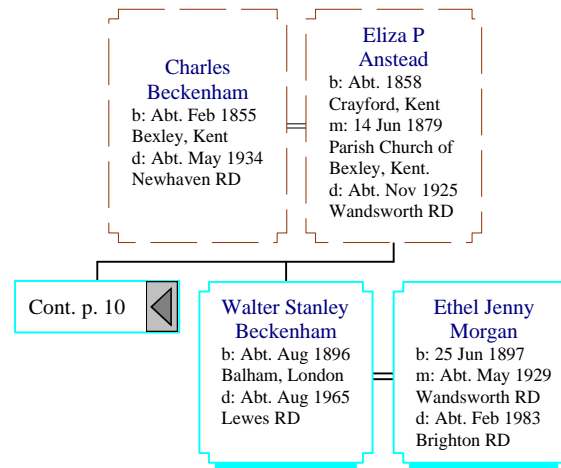 Charles
Beckenham
b: Abt. Feb 1855
Bexley, Kent
d: Abt. May 1934
Newhaven RD
Eliza P
Anstead
b: Abt. 1858
Crayford, Kent
m: 14 Jun 1879
Parish Church of
Bexley, Kent.
d: Abt. Nov 1925
Wandsworth RD
Cont. p. 10
Walter Stanley
Beckenham
b: Abt. Aug 1896
Balham, London
d: Abt. Aug 1965
Lewes RD
Ethel Jenny
Morgan
b: 25 Jun 1897
m: Abt. May 1929
Wandsworth RD
d: Abt. Feb 1983
Brighton RD